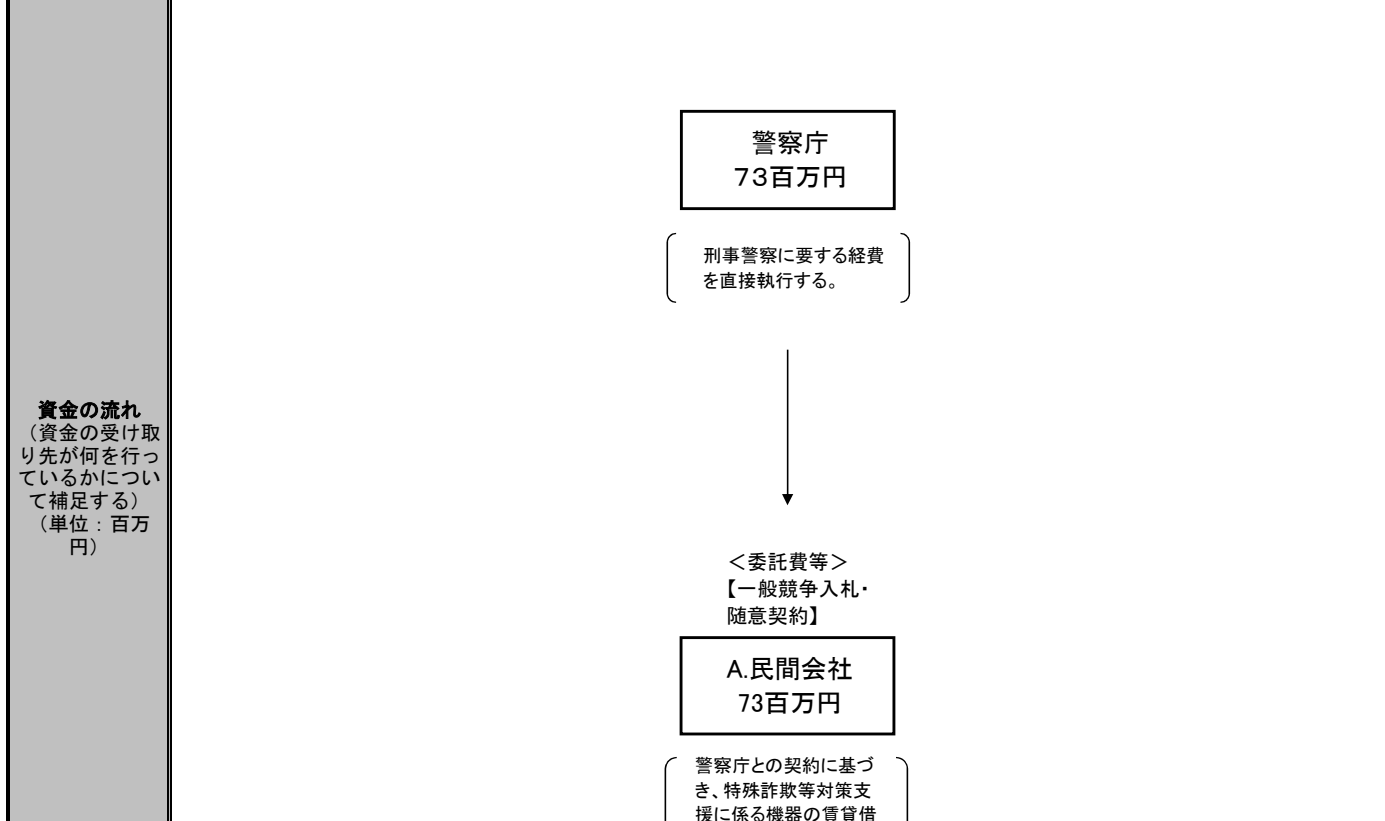 資金の流れ
（資金の受け取
り先が何を行っ
ているかについ
て補足する）
（単位：百万
円）
警察庁
73百万円
刑事警察に要する経費
を直接執行する。
＜委託費等＞
【一般競争入札・
随意契約】
A.民間会社
73百万円
警察庁との契約に基づ
き、特殊詐欺等対策支
援に係る機器の賃貸借